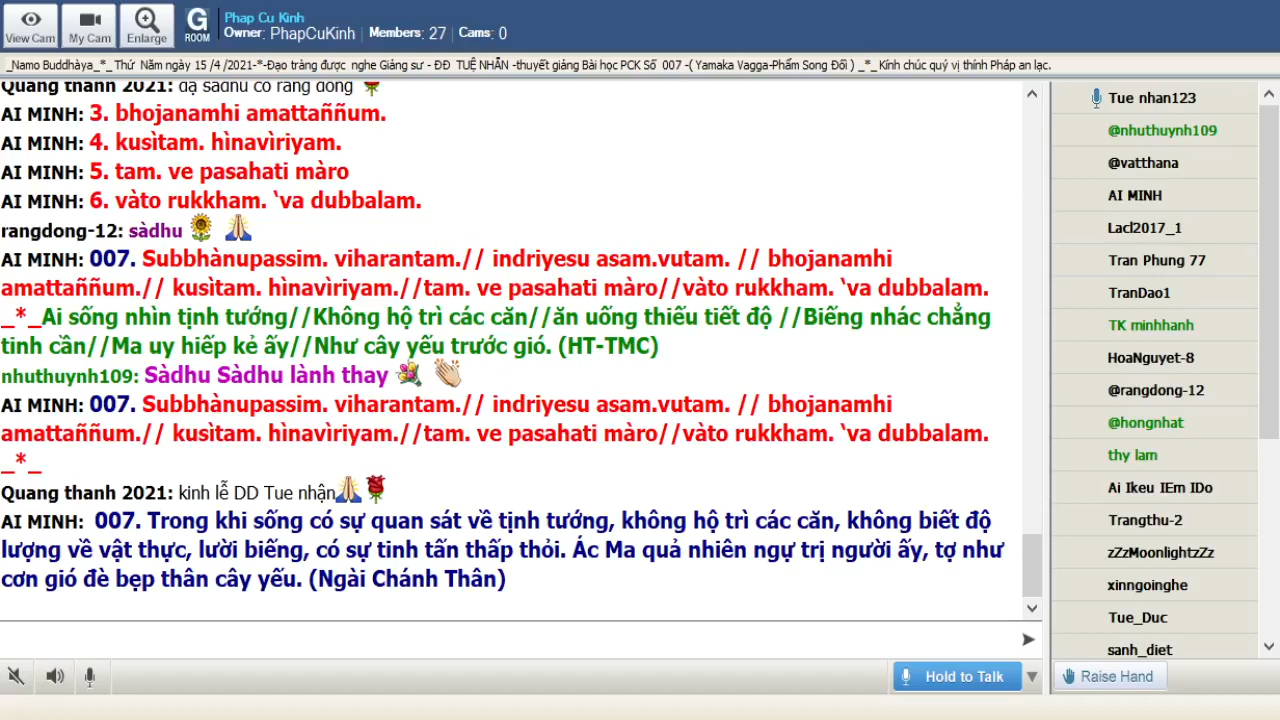 View Cam
My Cam
Enlarge
G
ROOM
Phap Cu Kinh
Owner: PhapCuKinh | Members: 27 | Cams: 0
_Namo Buddhàya_*_ Thứ Năm ngày 15 /4 /2021-*-Đạo tràng được nghe Giảng sư - ĐĐ TUỆ NHẪN -thuyết giảng Bài học PCK Số 007 -( Yamaka Vagga-Phẩm Song Đối ) _*_ Kính chúc quý vị thính Pháp an lạc.
Quang thanh 2021: dạ sadhu cô rang dong
AI MINH: 3. bhojanamhi amattaññum.
AI MINH: 4. kusìtam. hìnavìriyam.
AI MINH: 5. tam. ve pasahati màro
AI MINH: 6. vàto rukkham. ‛va dubbalam.
rangdong-12: sàdhu
AI MINH: 007. Subbhànupassim. viharantam.// indriyesu asam.vutam. // bhojanamhi
amattaññum.// kusìtam. hìnavìriyam.//tam. ve pasahati màro//vàto rukkham. ‛va dubbalam.
_*_Ai sống nhìn tịnh tướng//Không hộ trì các căn//ăn uống thiếu tiết độ //Biếng nhác chẳng
tinh cần//Ma uy hiếp kẻ ấy//Như cây yếu trước gió. (HT-TMC)
nhuthuynh109: Sàdhu Sàdhu lành thay
AI MINH: 007. Subbhànupassim. viharantam.// indriyesu asam.vutam. // bhojanamhi
amattaññum.// kusìtam. hìnavìriyam.//tam. ve pasahati màro//vàto rukkham. ‛va dubbalam.
_*_
Quang thanh 2021: kinh lễ DD Tue nhận
AI MINH: 007. Trong khi sống có sự quan sát về tịnh tướng, không hộ trì các căn, không biết độ
lượng về vật thực, lười biếng, có sự tinh tấn thấp thỏi. Ác Ma quả nhiên ngự trị người ấy, tợ như
cơn gió đè bẹp thân cây yếu. (Ngài Chánh Thân)
Hold to Talk
Tue nhan123
@nhuthuynh109
@vatthana
AI MINH
Lacl2017_1
Tran Phung 77
TranDao1
TK minhhanh
HoaNguyet-8
@rangdong-12
@hongnhat
thy lam
Ai Ikeu IEm IDo
Trangthu-2
zZzMoonlightzZz
xinngoinghe
Tue_Duc
sanh_diet
Raise Hand